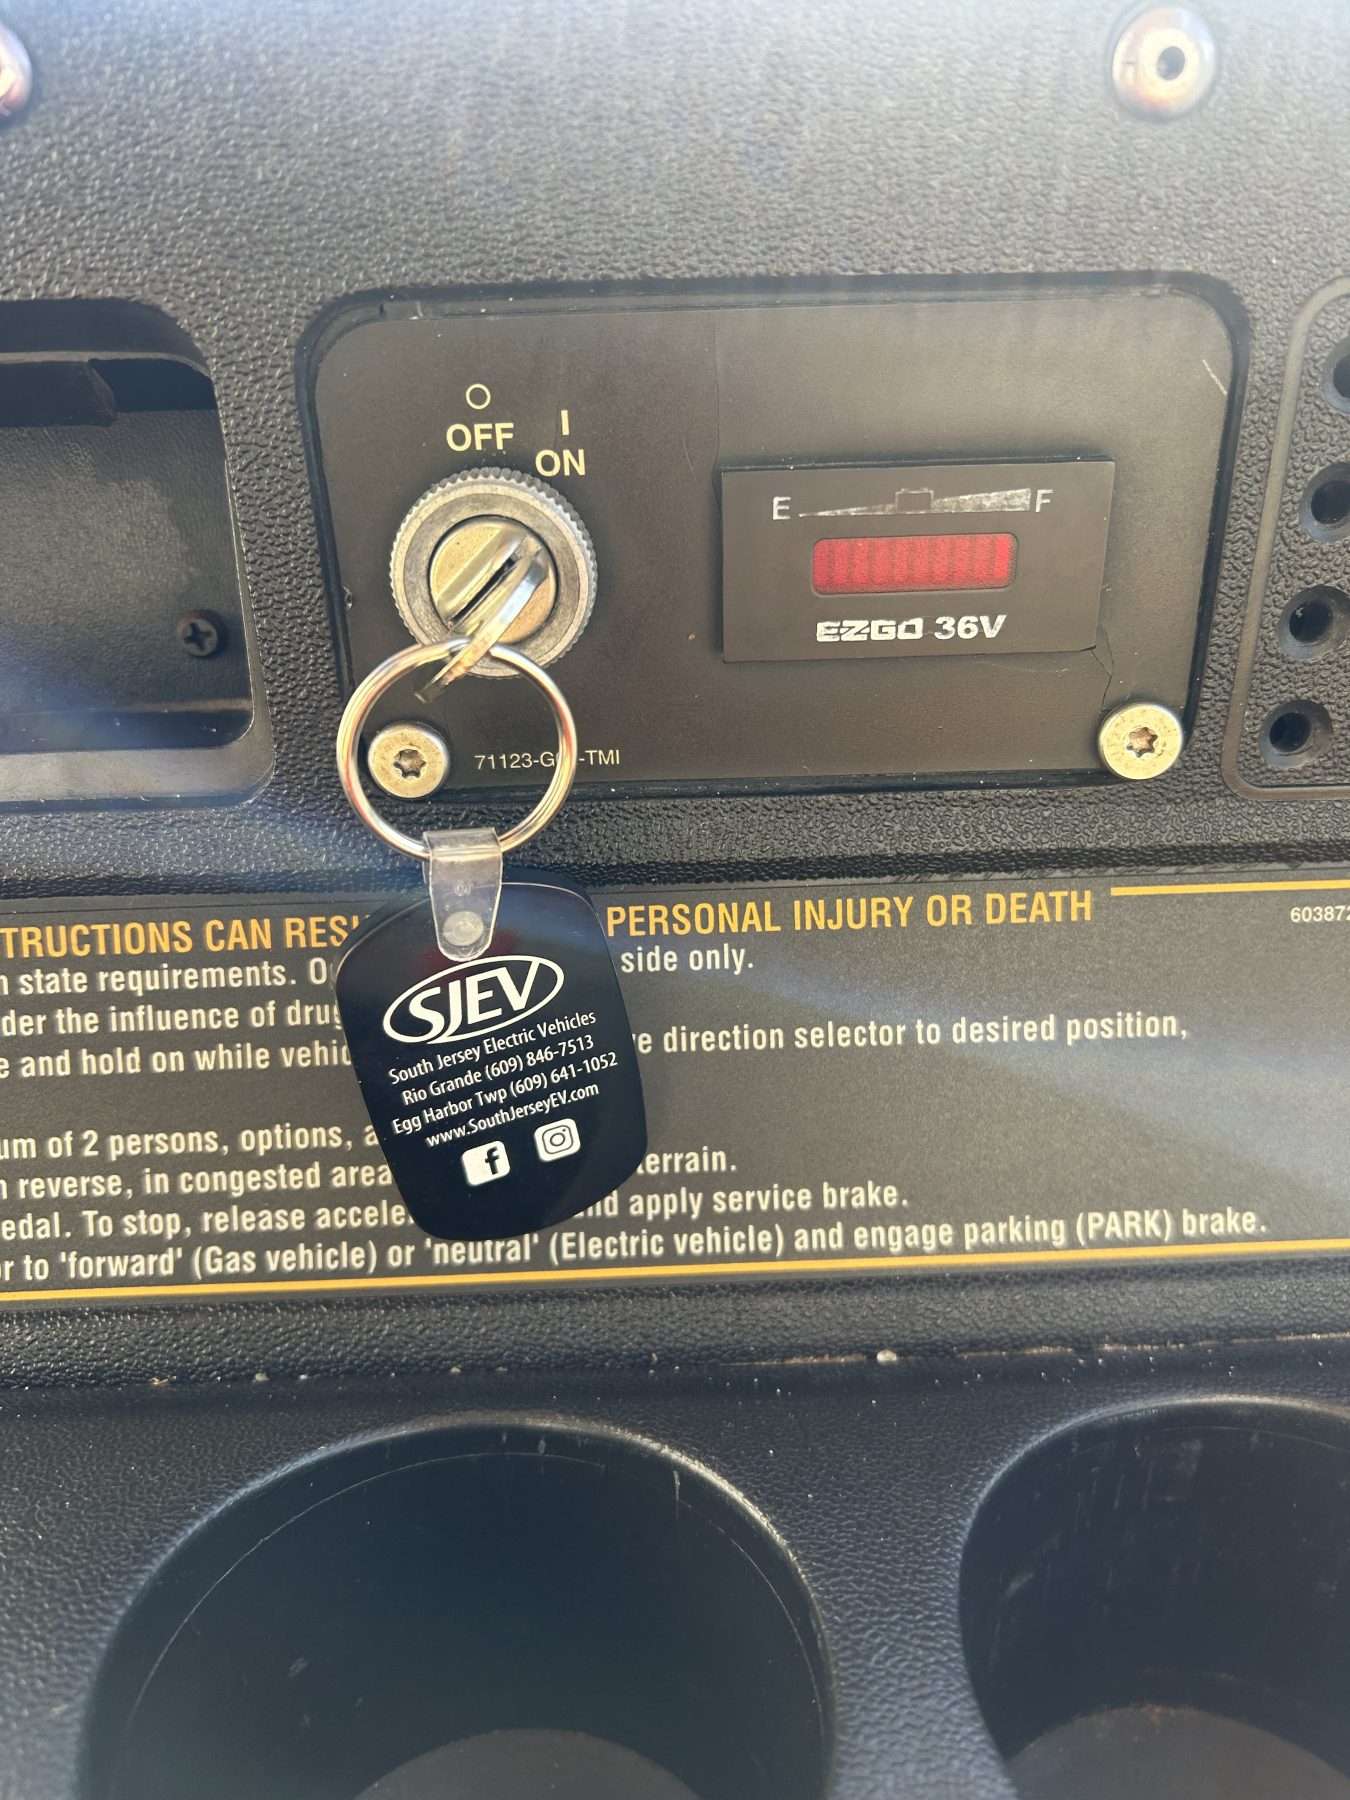 OFF
I
ON
E F
EZGO 36V
71123-G -TMI
TRUCTIONS CAN RESU PERSONAL INJURY OR DEATH
603872
state requirements. side only.
der the influence of drug
e and hold on while vehic e direction selector to desired position,
um of 2 persons, options, a
reverse, in congested area terrain.
edal. To stop, release accele nd apply service brake.
r to 'forward' (Gas vehicle) or 'neutral' (Electric vehicle) and engage parking (PARK) brake.
SJEV
South Jersey Electric Vehicles
Rio Grande (609) 846-7513
Egg Harbor Twp (609) 641-1052
www.SouthJerseyEV.com